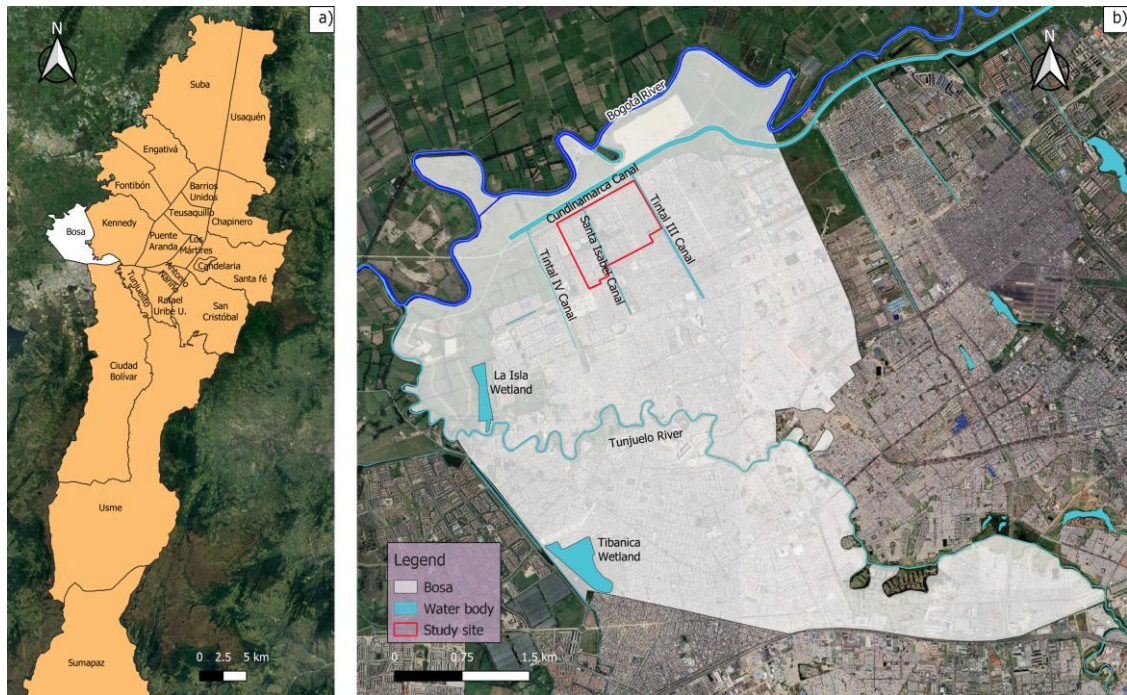 a)
N
Suba
Usaquén
Engativá
Fontibón
Barrios
Unidos
Teusaquillo
Chapinero
Bosa
Kennedy
Puente
Aranda
Los
Mártires
Candelaria
Santa fé
Antonio
Nariño
Tunjuelito
Rafael
Uribe U.
San
Cristóbal
Ciudad
Bolívar
Usme
Sumapaz
0 2.5 5 km
b)
N
Bogotá River
Cundinamarca Canal
Tintal III Canal
Santa Isabel Canal
Tintal IV Canal
La Isla
Wetland
Tunjuelo River
Tibanica
Wetland
Legend
Bosa
Water body
Study site
0 0.75 1.5 km